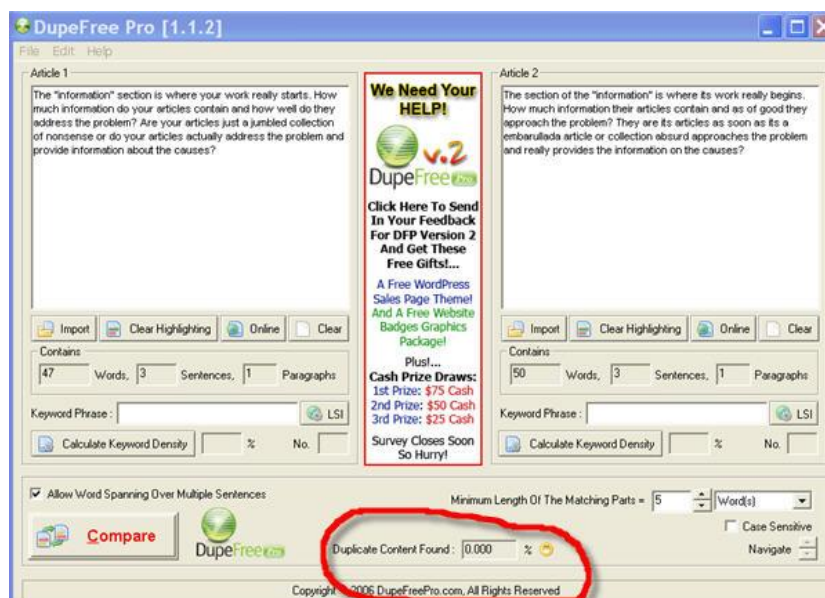 DupeFree Pro [1.1.2]
File Edit Help
Article 1
The "information" section is where your work really starts. How
much information do your articles contain and how well do they
address the problem? Are your articles just a jumbled collection
of nonsense or do your articles actually address the problem and
provide information about the causes?
Import Clear Highlighting Online Clear
Contains
47 Words, 3 Sentences, 1 Paragraphs
Keyword Phrase : LSI
Calculate Keyword Density % No.
We Need Your
HELP!
v.2
DupeFree Pro
Click Here To Send
In Your Feedback
For DFP Version 2
And Get These
Free Gifts!...
A Free WordPress
Sales Page Theme!
And A Free Website
Badges Graphics
Package!
Plus!...
Cash Prize Draws:
1st Prize: $75 Cash
2nd Prize: $50 Cash
3rd Prize: $25 Cash
Survey Closes Soon
So Hurry!
Article 2
The section of the "information" is where its work really begins.
How much information their articles contain and as of good they
approach the problem? They are its articles as soon as its a
embarullada article or collection absurd approaches the problem
and really provides the information on the causes?
Import Clear Highlighting Online Clear
Contains
50 Words, 3 Sentences, 1 Paragraphs
Keyword Phrase : LSI
Calculate Keyword Density % No.
Allow Word Spanning Over Multiple Sentences
Minimum Length Of The Matching Parts = 5 Word(s)
Case Sensitive
Compare
DupeFree Pro
Duplicate Content Found : 0.000 %
Navigate
Copyright 2006 DupeFreePro.com, All Rights Reserved